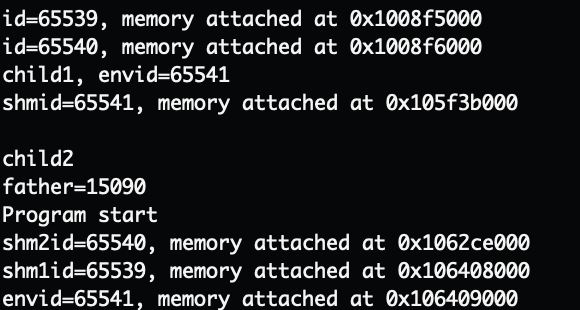 id=65539, memory attached at 0x1008f5000
id=65540, memory attached at 0x1008f6000
child1, envid=65541
shmid=65541, memory attached at 0x105f3b000
child2
father=15090
Program start
shm2id=65540, memory attached at 0x1062ce000
shm1id=65539, memory attached at 0x106408000
envid=65541, memory attached at 0x106409000